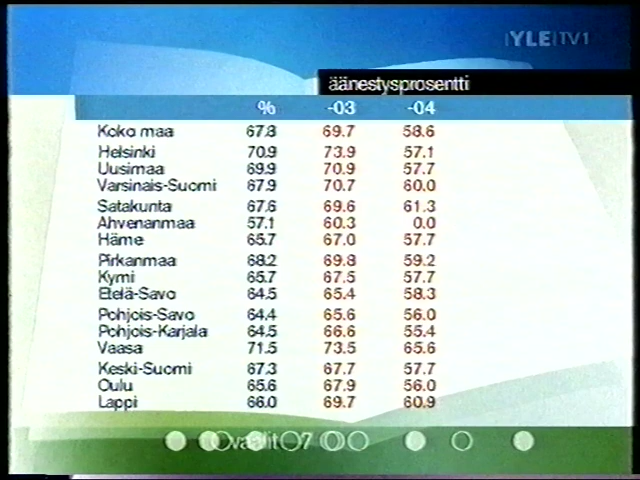 YLE TV1
äänestysprosentti
% -03 -04
Koko maa 67.8 69.7 58.6
Helsinki 70.9 73.9 57.1
Uusimaa 69.9 70.9 57.7
Varsinais-Suomi 67.9 70.7 60.0
Satakunta 67.6 69.6 61.3
Ahvenanmaa 57.1 60.3 0.0
Häme 65.7 67.0 57.7
Pirkanmaa 68.2 69.8 59.2
Kymi 65.7 67.5 57.7
Etelä-Savo 64.5 65.4 58.3
Pohjois-Savo 64.4 65.6 56.0
Pohjois-Karjala 64.5 66.6 55.4
Vaasa 71.5 73.5 65.6
Keski-Suomi 67.3 67.7 57.7
Oulu 65.6 67.9 56.0
Lappi 66.0 69.7 60.9
vaalit 07